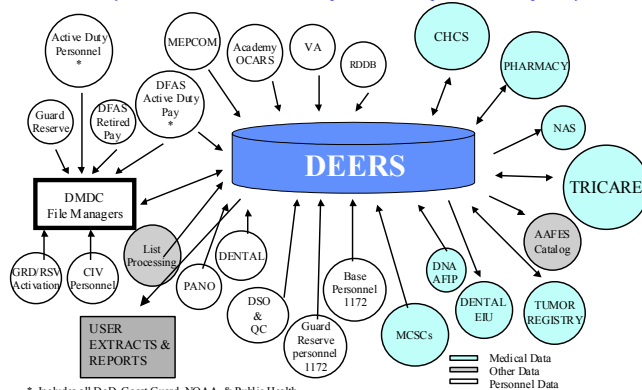 Active Duty
Personnel
*
MEPCOM
Academy
OCARS
VA
RDDB
CHCS
PHARMACY
Guard
Reserve
DFAS
Retired
Pay
DFAS
Active Duty
Pay
*
NAS
DEERS
TRICARE
DMDC
File Managers
AAFES
Catalog
GRD/RSV
Activation
CIV
Personnel
List
Processing
PANO
DENTAL
DSO
&
QC
Guard
Reserve
personnel
1172
Base
Personnel
1172
MCSCs
DNA
AFIP
DENTAL
EIU
TUMOR
REGISTRY
USER
EXTRACTS &
REPORTS
Medical Data
Other Data
Personnel Data
* Includes all DoD, Coast Guard, NOAA, & Public Health